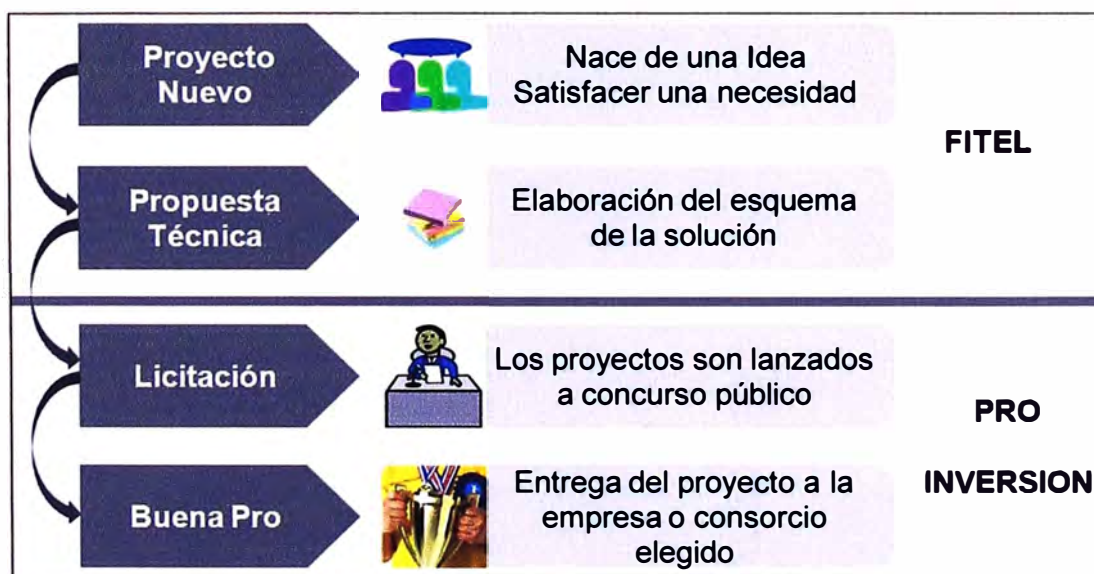 Proyecto
Nuevo
Nace de una Idea
Satisfacer una necesidad
FITEL
Propuesta
Técnica
Elaboración del esquema
de la solución
Licitación
Los proyectos son lanzados
a concurso público
PRO
INVERSION
Buena Pro
Entrega del proyecto a la
empresa o consorcio
elegido